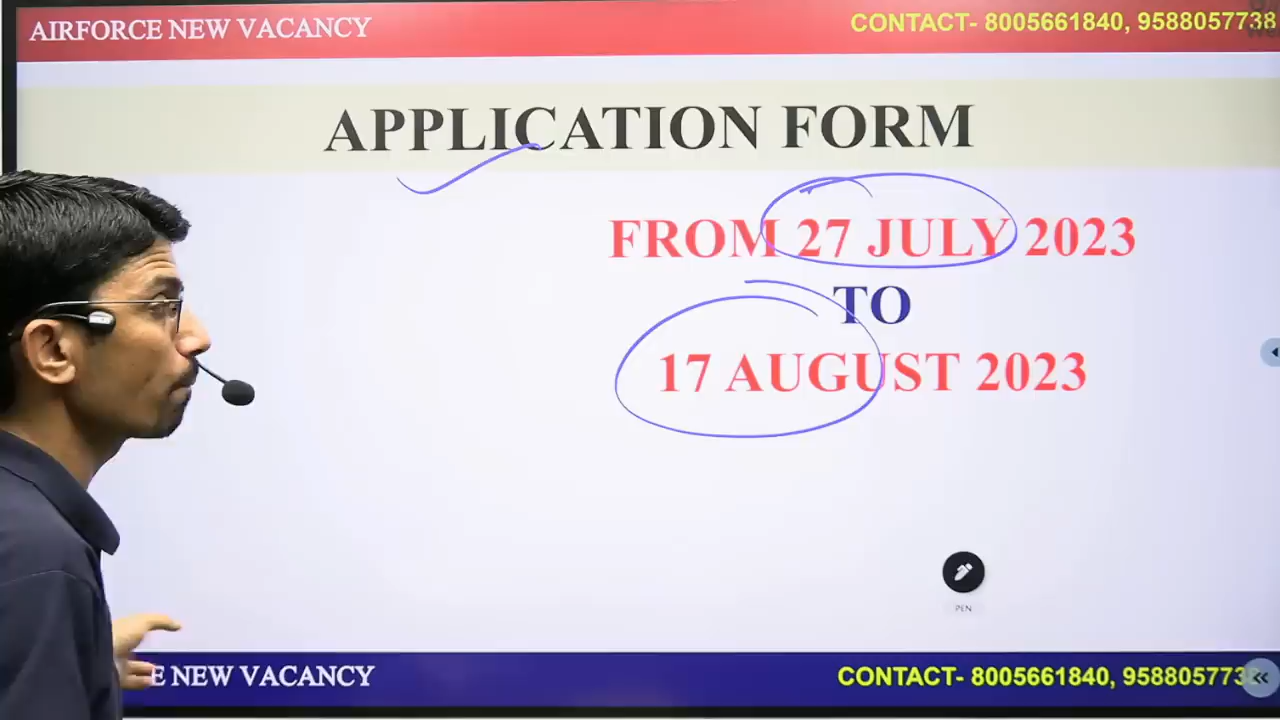 AIRFORCE NEW VACANCY
CONTACT- 8005661840, 9588057738
APPLICATION FORM
FROM 27 JULY 2023
TO
17 AUGUST 2023
PEN
E NEW VACANCY
CONTACT- 8005661840, 958805773